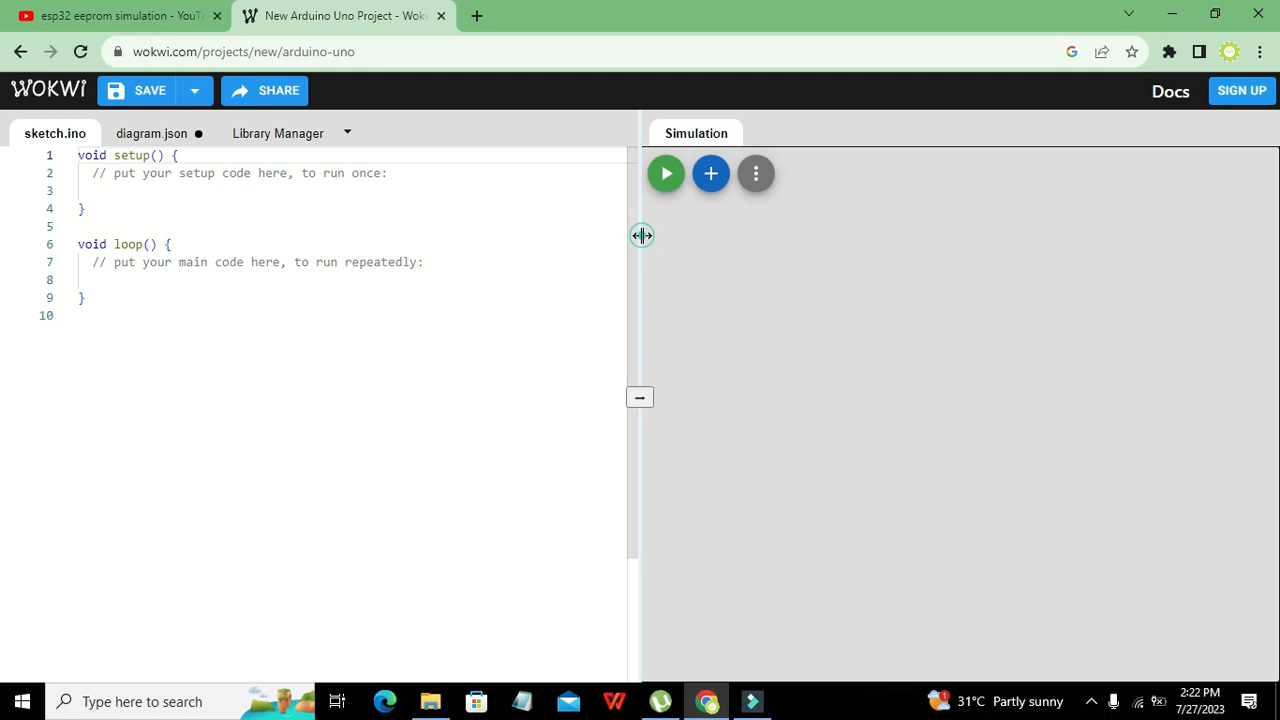 esp32 eeprom simulation - YouT
New Arduino Uno Project - Wok
wokwi.com/projects/new/arduino-uno
WOKWI
SAVE
SHARE
Docs
SIGN UP
sketch.ino
diagram.json
Library Manager
Simulation
1 void setup() {
2 // put your setup code here, to run once:
3
4 }
5
6 void loop() {
7 // put your main code here, to run repeatedly:
8
9 }
10
Type here to search
1
31°C Partly sunny
2:22 PM
7/27/2023